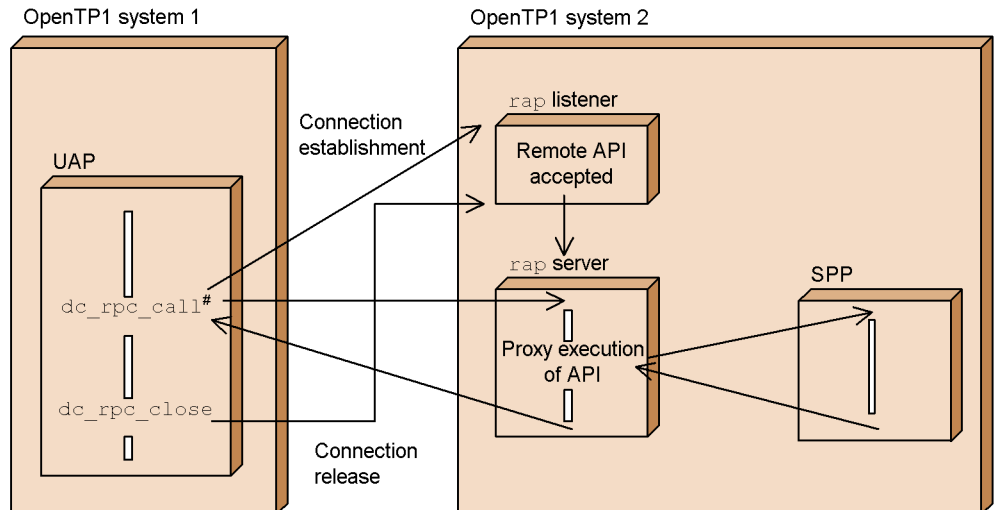 OpenTP1 system 1
OpenTP1 system 2
rap listener
Connection
establishment
Remote API
accepted
UAP
rap server
SPP
dc_rpc_call#
Proxy execution
of API
dc_rpc_close
Connection
release